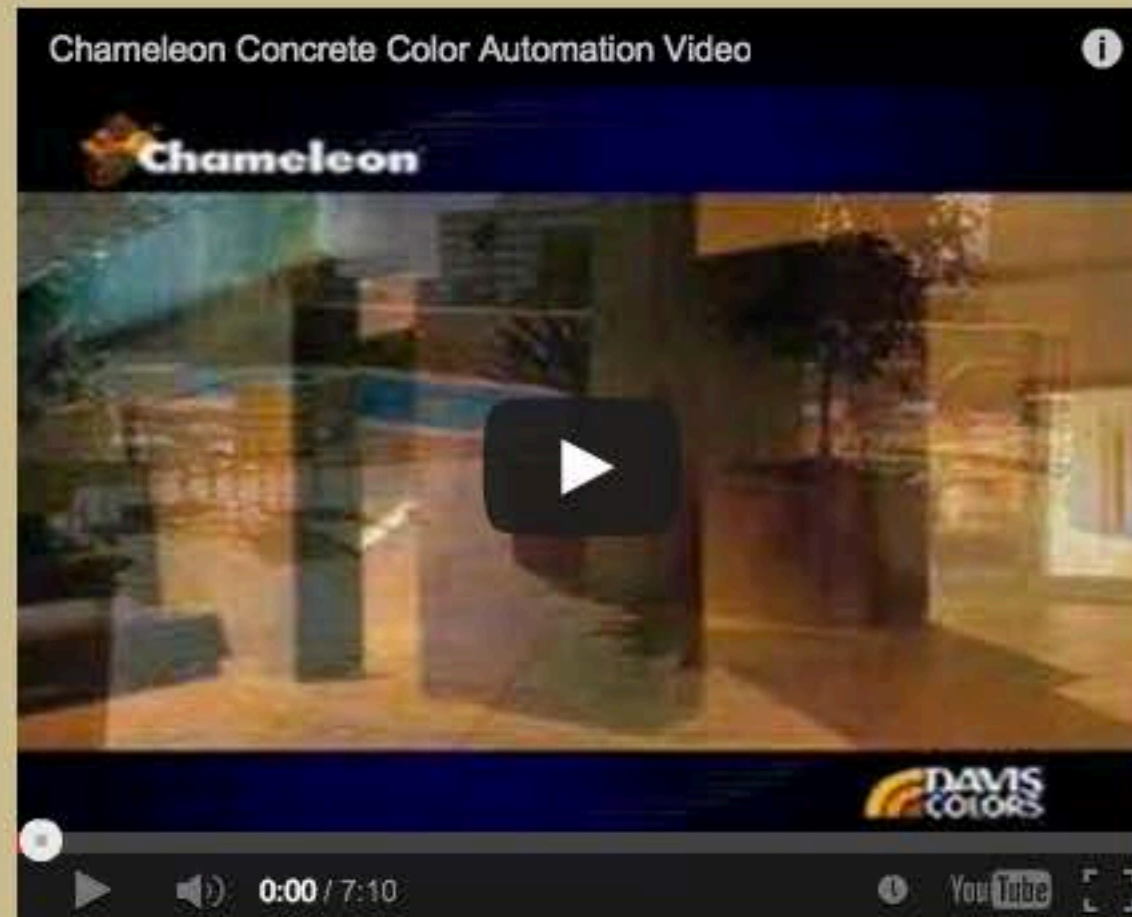 Chameleon Concrete Color Automation Video
i
Chameleon
DAVIS
COLORS
0:00 / 7:10
YouTube